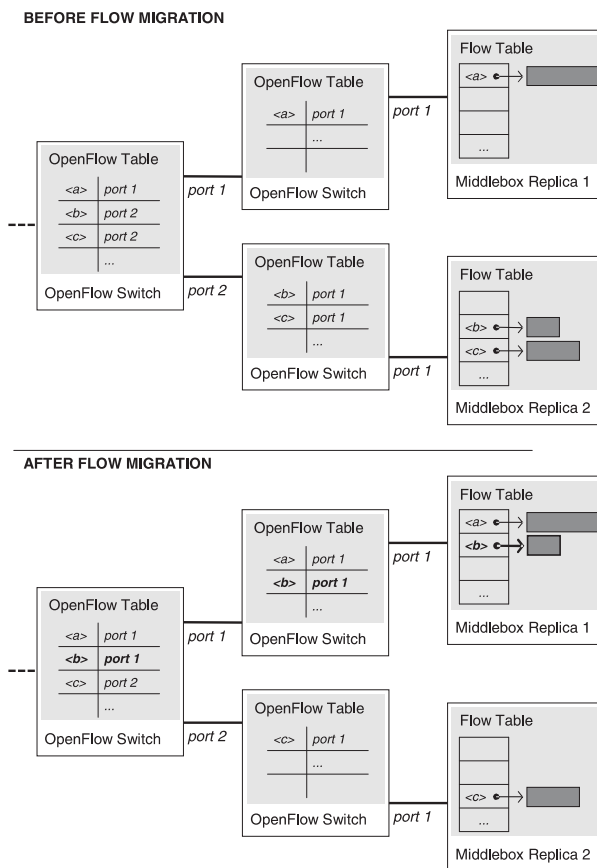 BEFORE FLOW MIGRATION
Flow Table
<a>
...
Middlebox Replica 1
OpenFlow Table
<a> port 1
...
OpenFlow Switch
port 1
OpenFlow Table
<a> port 1
<b> port 2
<c> port 2
...
OpenFlow Switch
port 1
port 2
OpenFlow Table
<b> port 1
<c> port 1
...
OpenFlow Switch
port 1
Flow Table
<b>
<c>
...
Middlebox Replica 2
AFTER FLOW MIGRATION
Flow Table
<a>
<b>
...
Middlebox Replica 1
OpenFlow Table
<a> port 1
<b> port 1
...
OpenFlow Switch
port 1
OpenFlow Table
<a> port 1
<b> port 1
<c> port 2
...
OpenFlow Switch
port 1
port 2
OpenFlow Table
<c> port 1
...
OpenFlow Switch
port 1
Flow Table
<c>
...
Middlebox Replica 2